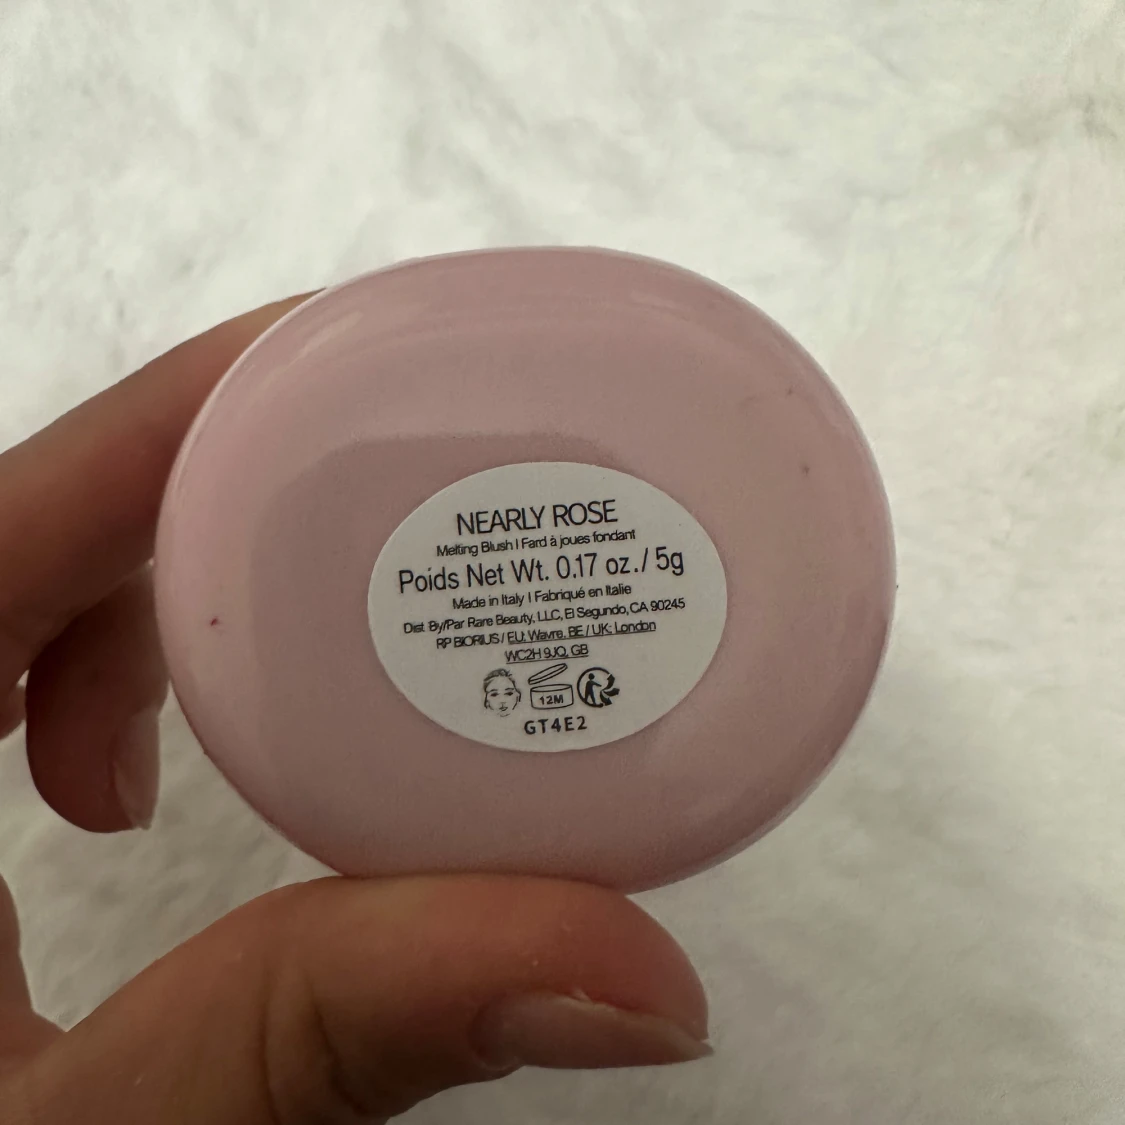 NEARLY ROSE
Melting Blush | Fard à joues fondant
Poids Net Wt. 0.17 oz./ 5g
Made in Italy | Fabriqué en Italie
Dist By/Par Rare Beauty, LLC, El Segundo, CA 90245
RP BIORIUS / EU: Wavre, BE / UK: London
WC2H 9JQ, GB
12M
GT4E2